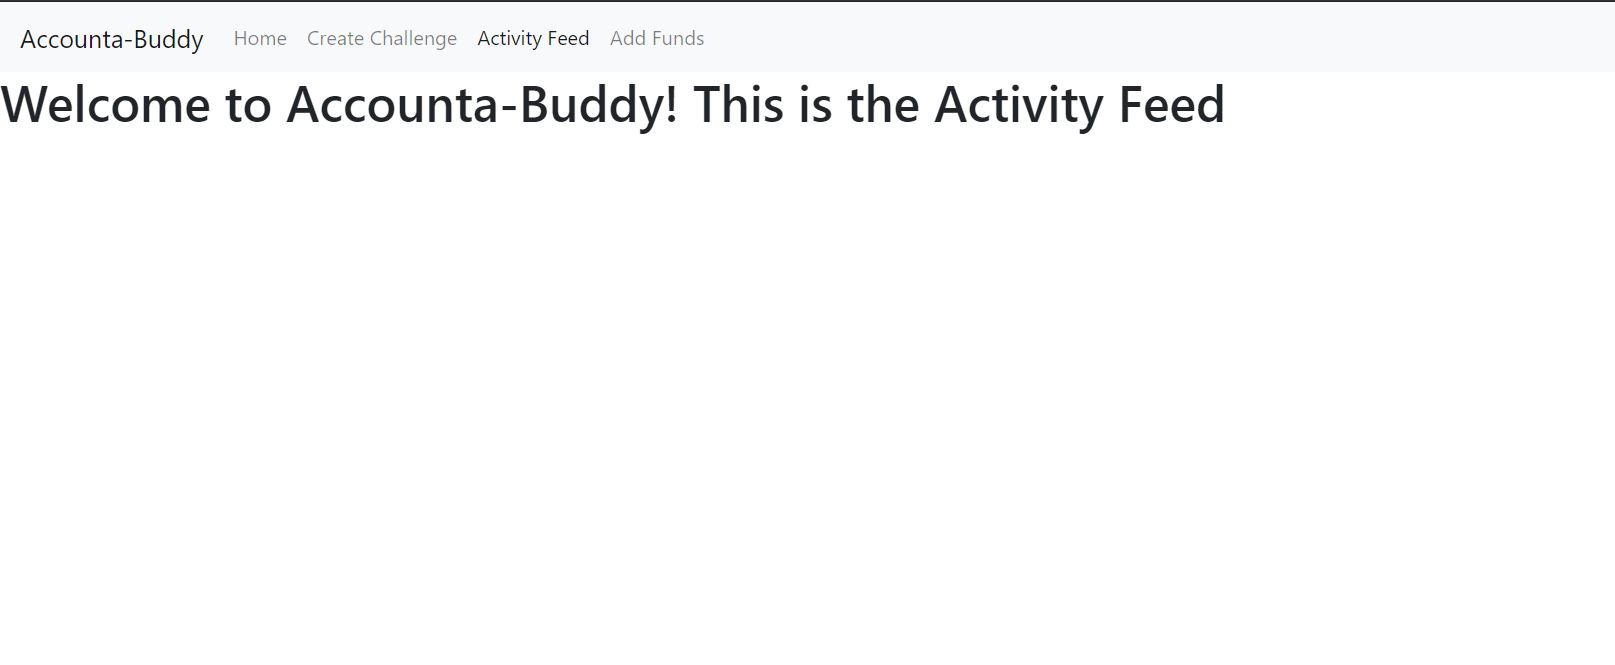 Accounta-Buddy Home Create Challenge Activity Feed Add Funds
Welcome to Accounta-Buddy! This is the Activity Feed